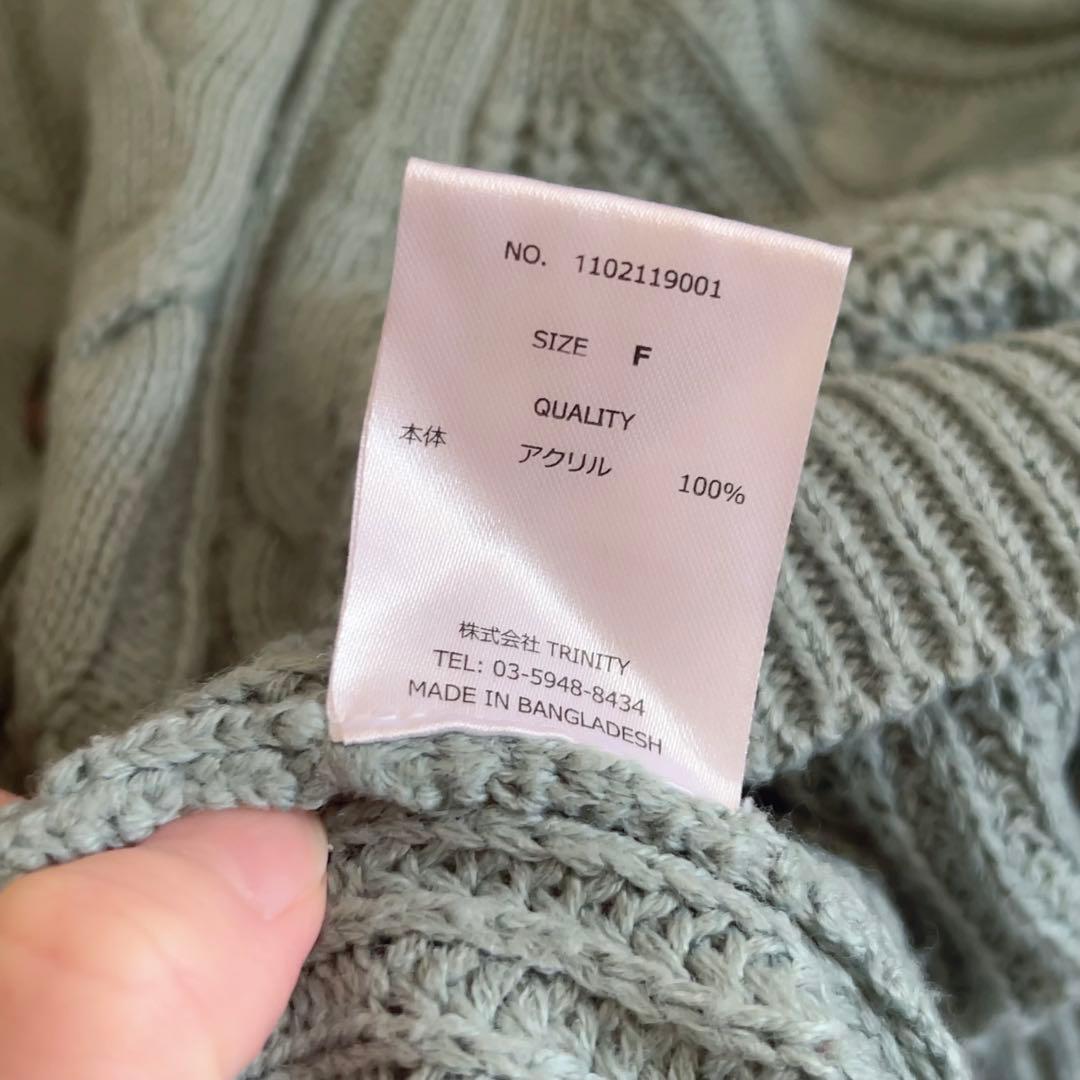 NO. 1102119001
SIZE F
QUALITY
本体 アクリル 100%
株式会社 TRINITY
TEL: 03-5948-8434
MADE IN BANGLADESH